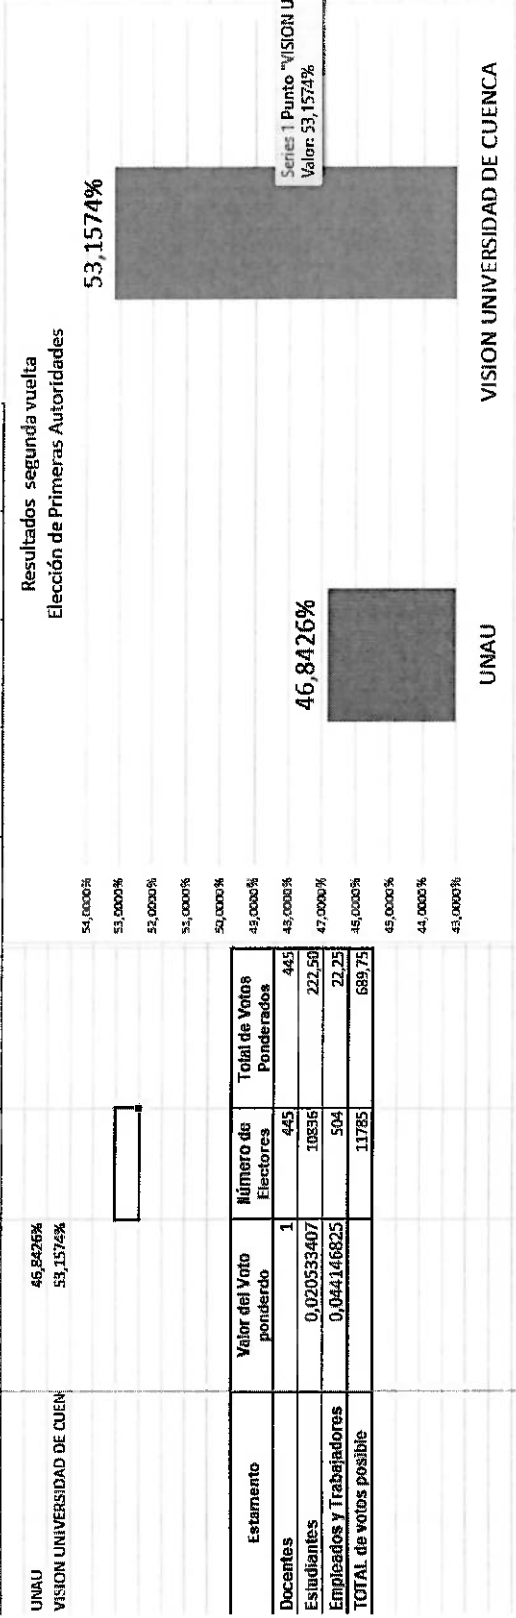 UNAU 46,8426%
VISION UNIVERSIDAD DE CUEN 53,1574%
Estamento Valor del Voto ponderdo Número de Electores Total de Votos Ponderados
Docentes 1 445 445
Estudiantes 0,020533407 10836 222,50
Empleados y Trabajadores 0,044146825 504 22,25
TOTAL de votos posible 11785 689,75
Resultados segunda vuelta
Elección de Primeras Autoridades
54,0000%
53,0000%
52,0000%
51,0000%
50,0000%
49,0000%
48,0000%
47,0000%
46,0000%
45,0000%
44,0000%
43,0000%
46,8426%
53,1574%
Series 1 Punto "VISION U
Valor: 53,1574%
UNAU
VISION UNIVERSIDAD DE CUENCA